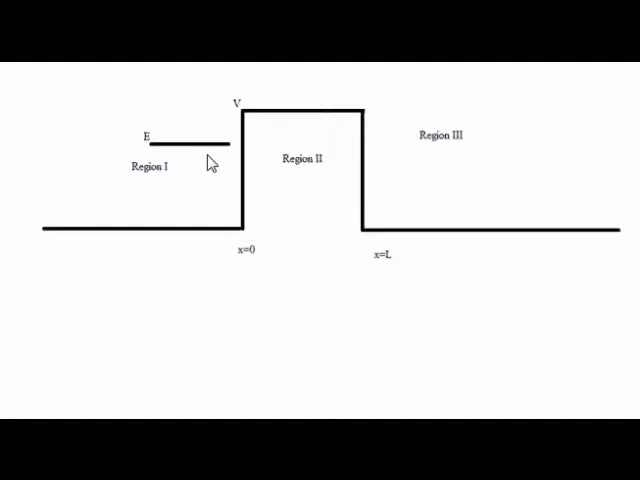 V
E
Region I
Region II
Region III
x=0
x=L